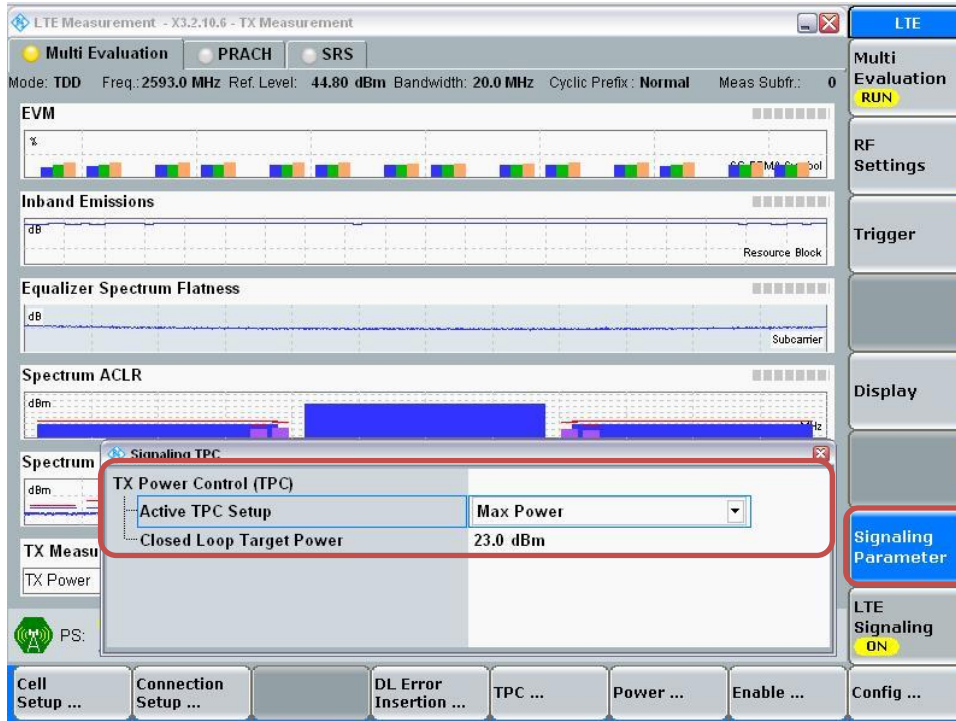 LTE Measurement - X3.2.10.6 - TX Measurement
LTE
Multi Evaluation
PRACH
SRS
Mode: TDD Freq.: 2593.0 MHz Ref. Level: 44.80 dBm Bandwidth: 20.0 MHz Cyclic Prefix : Normal Meas Subfr.: 0
Multi
Evaluation
RUN
EVM
%
RF
Settings
Inband Emissions
dB
Resource Block
Trigger
Equalizer Spectrum Flatness
dB
Subcarrier
Spectrum ACLR
dBm
Display
Spectrum
dBm
Signaling TPC
TX Power Control (TPC)
Active TPC Setup Max Power
Closed Loop Target Power 23.0 dBm
Signaling
Parameter
TX Measu
TX Power
PS:
LTE
Signaling
ON
Cell
Setup ...
Connection
Setup ...
DL Error
Insertion ...
TPC ...
Power ...
Enable ...
Config ...